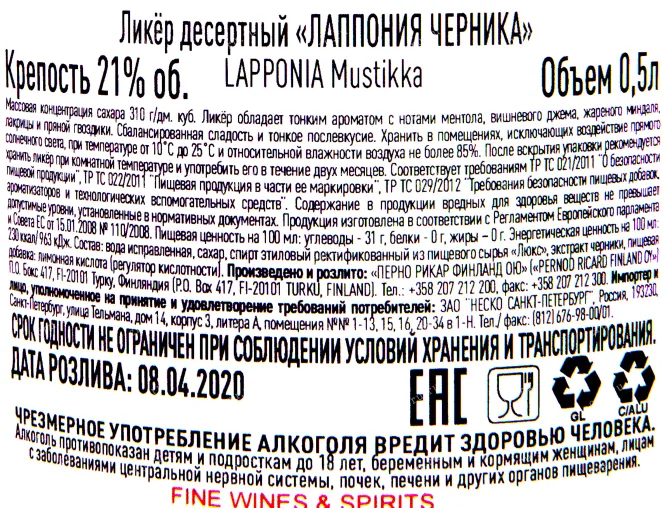 Ликёр десертный «ЛАППОНИЯ ЧЕРНИКА»
Крепость 21% об. LAPPONIA Mustikka Объем 0,5л
Массовая концентрация сахара 310 г/дм. куб. Ликёр обладает тонким ароматом с нотами ментола, вишневого джема, жареного миндаля,
лакрицы и пряной гвоздики. Сбалансированная сладость и тонкое послевкусие. Хранить в помещениях, исключающих воздействие прямого
солнечного света, при температуре от 10°С до 25°С и относительной влажности воздуха не более 85%. После вскрытия упаковки рекомендуется
хранить ликёр при комнатной температуре и употребить его в течение двух месяцев. Соответствует требованиям ТР ТС 021/2011 "О безопасности
пищевой продукции", ТР ТС 022/2011 "Пищевая продукция в части ее маркировки", ТР ТС 029/2012 "Требования безопасности пищевых добавок,
ароматизаторов и технологических вспомогательных средств". Содержание в продукции вредных для здоровья веществ не превышает
допустимые уровни, установленные в нормативных документах. Продукция изготовлена в соответствии с Регламентом Европейского парламента
и Совета ЕС от 15.01.2008 № 110/2008. Пищевая ценность на 100 мл: углеводы - 31 г, белки - 0 г, жиры - 0 г. Энергетическая ценность на 100 мл:
230 ккал/ 963 кДж. Состав: вода исправленная, сахар, спирт этиловый ректификованный из пищевого сырья «Люкс», экстракт черники, пищевая
добавка: лимонная кислота (регулятор кислотности). Произведено и розлито: «ПЕРНО РИКАР ФИНЛАНД ОЮ» («PERNOD RICARD FINLAND OY»)
П.О. Бокс 417, FI-20101 Турку, Финляндия (P.O. Box 417, FI-20101 TURKU, FINLAND). Тел.: +358 207 212 200, факс: +358 207 212 300. Импортер и
лицо, уполномоченное на принятие и удовлетворение требований потребителей: ЗАО "НЕСКО САНКТ-ПЕТЕРБУРГ", Россия, 193230,
Санкт-Петербург, улица Тельмана, дом 14, корпус 3, литера А, помещения №№ 1-13, 15, 16, 20-34 в 1-Н. Тел./ факс: (812) 676-98-00/01.
СРОК ГОДНОСТИ НЕ ОГРАНИЧЕН ПРИ СОБЛЮДЕНИИ УСЛОВИЙ ХРАНЕНИЯ И ТРАНСПОРТИРОВАНИЯ.
ДАТА РОЗЛИВА: 08.04.2020
EAC
GL
C/ALU
ЧРЕЗМЕРНОЕ УПОТРЕБЛЕНИЕ АЛКОГОЛЯ ВРЕДИТ ЗДОРОВЬЮ ЧЕЛОВЕКА.
Алкоголь противопоказан детям и подросткам до 18 лет, беременным и кормящим женщинам, лицам
с заболеваниями центральной нервной системы, почек, печени и других органов пищеварения.
FINE WINES & SPIRITS